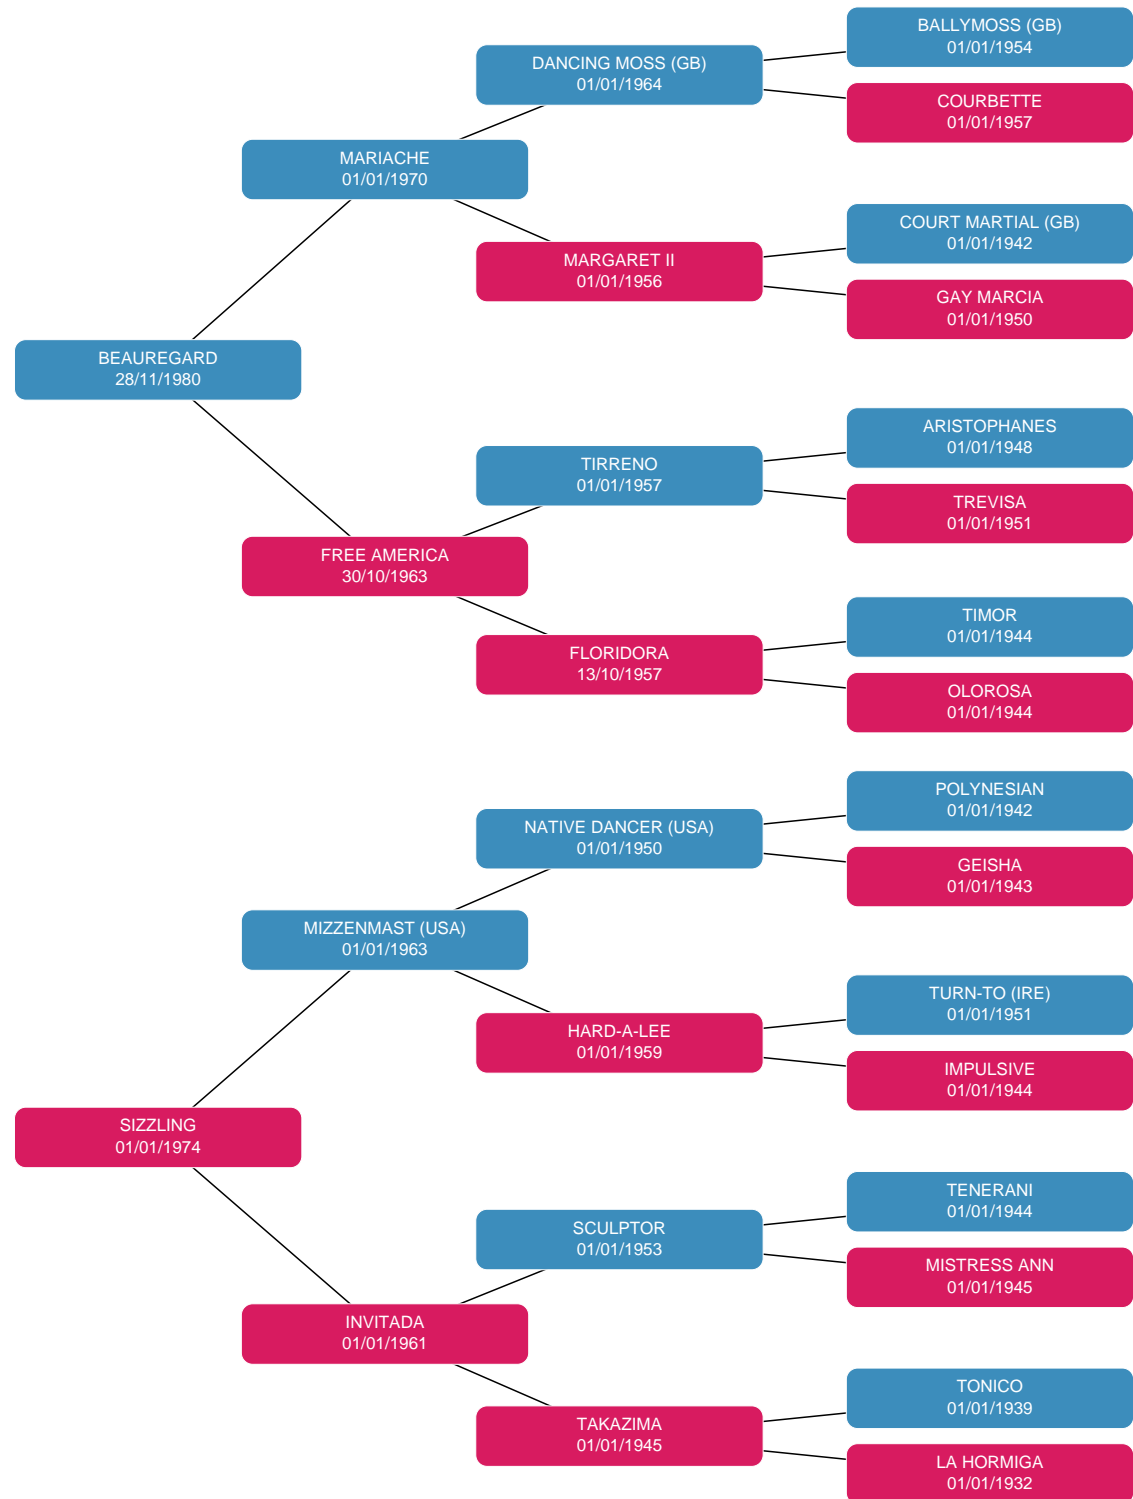 BALLYMOSS (GB)
01/01/1954
DANCING MOSS (GB)
01/01/1964
COURBETTE
01/01/1957
MARIACHE
01/01/1970
COURT MARTIAL (GB)
01/01/1942
MARGARET II
01/01/1956
GAY MARCIA
01/01/1950
BEAUREGARD
28/11/1980
ARISTOPHANES
01/01/1948
TIRRENO
01/01/1957
TREVISA
01/01/1951
FREE AMERICA
30/10/1963
TIMOR
01/01/1944
FLORIDORA
13/10/1957
OLOROSA
01/01/1944
POLYNESIAN
01/01/1942
NATIVE DANCER (USA)
01/01/1950
GEISHA
01/01/1943
MIZZENMAST (USA)
01/01/1963
TURN-TO (IRE)
01/01/1951
HARD-A-LEE
01/01/1959
IMPULSIVE
01/01/1944
SIZZLING
01/01/1974
TENERANI
01/01/1944
SCULPTOR
01/01/1953
MISTRESS ANN
01/01/1945
INVITADA
01/01/1961
TONICO
01/01/1939
TAKAZIMA
01/01/1945
LA HORMIGA
01/01/1932